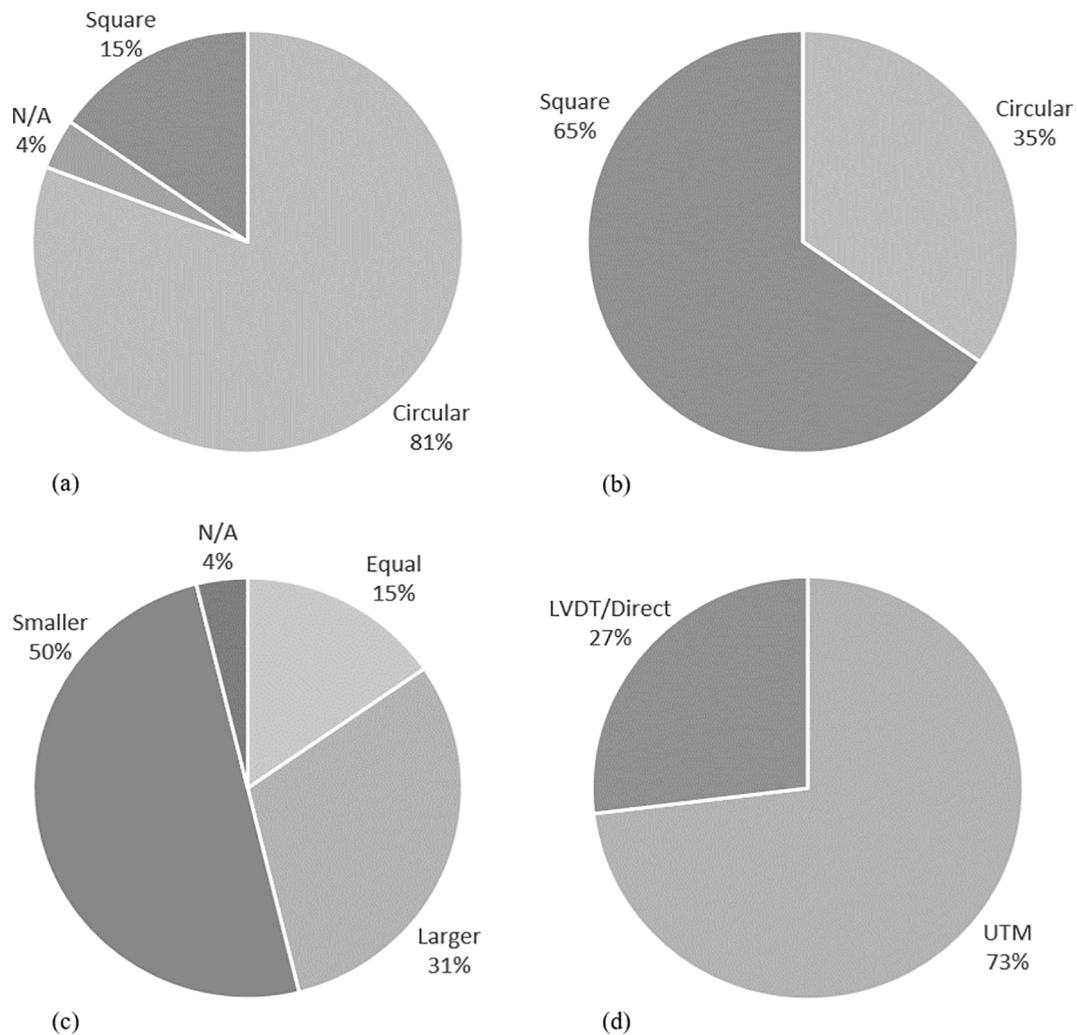 Square
15%
N/A
4%
Circular
81%
(a)
Square
65%
Circular
35%
(b)
N/A
4%
Equal
15%
Smaller
50%
Larger
31%
(c)
LVDT/Direct
27%
UTM
73%
(d)